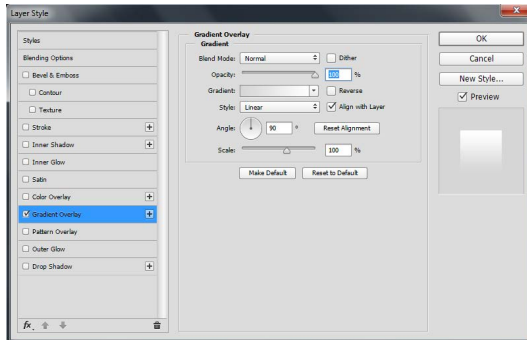 Layer Style
Styles
Blending Options
Bevel & Emboss
Contour
Texture
Stroke
Inner Shadow
Inner Glow
Satin
Color Overlay
Gradient Overlay
Pattern Overlay
Outer Glow
Drop Shadow
fx.
Gradient Overlay
Gradient
Blend Mode: Normal Dither
Opacity: 100 %
Gradient: Reverse
Style: Linear Align with Layer
Angle: 90 ° Reset Alignment
Scale: 100 %
Make Default Reset to Default
OK
Cancel
New Style...
Preview